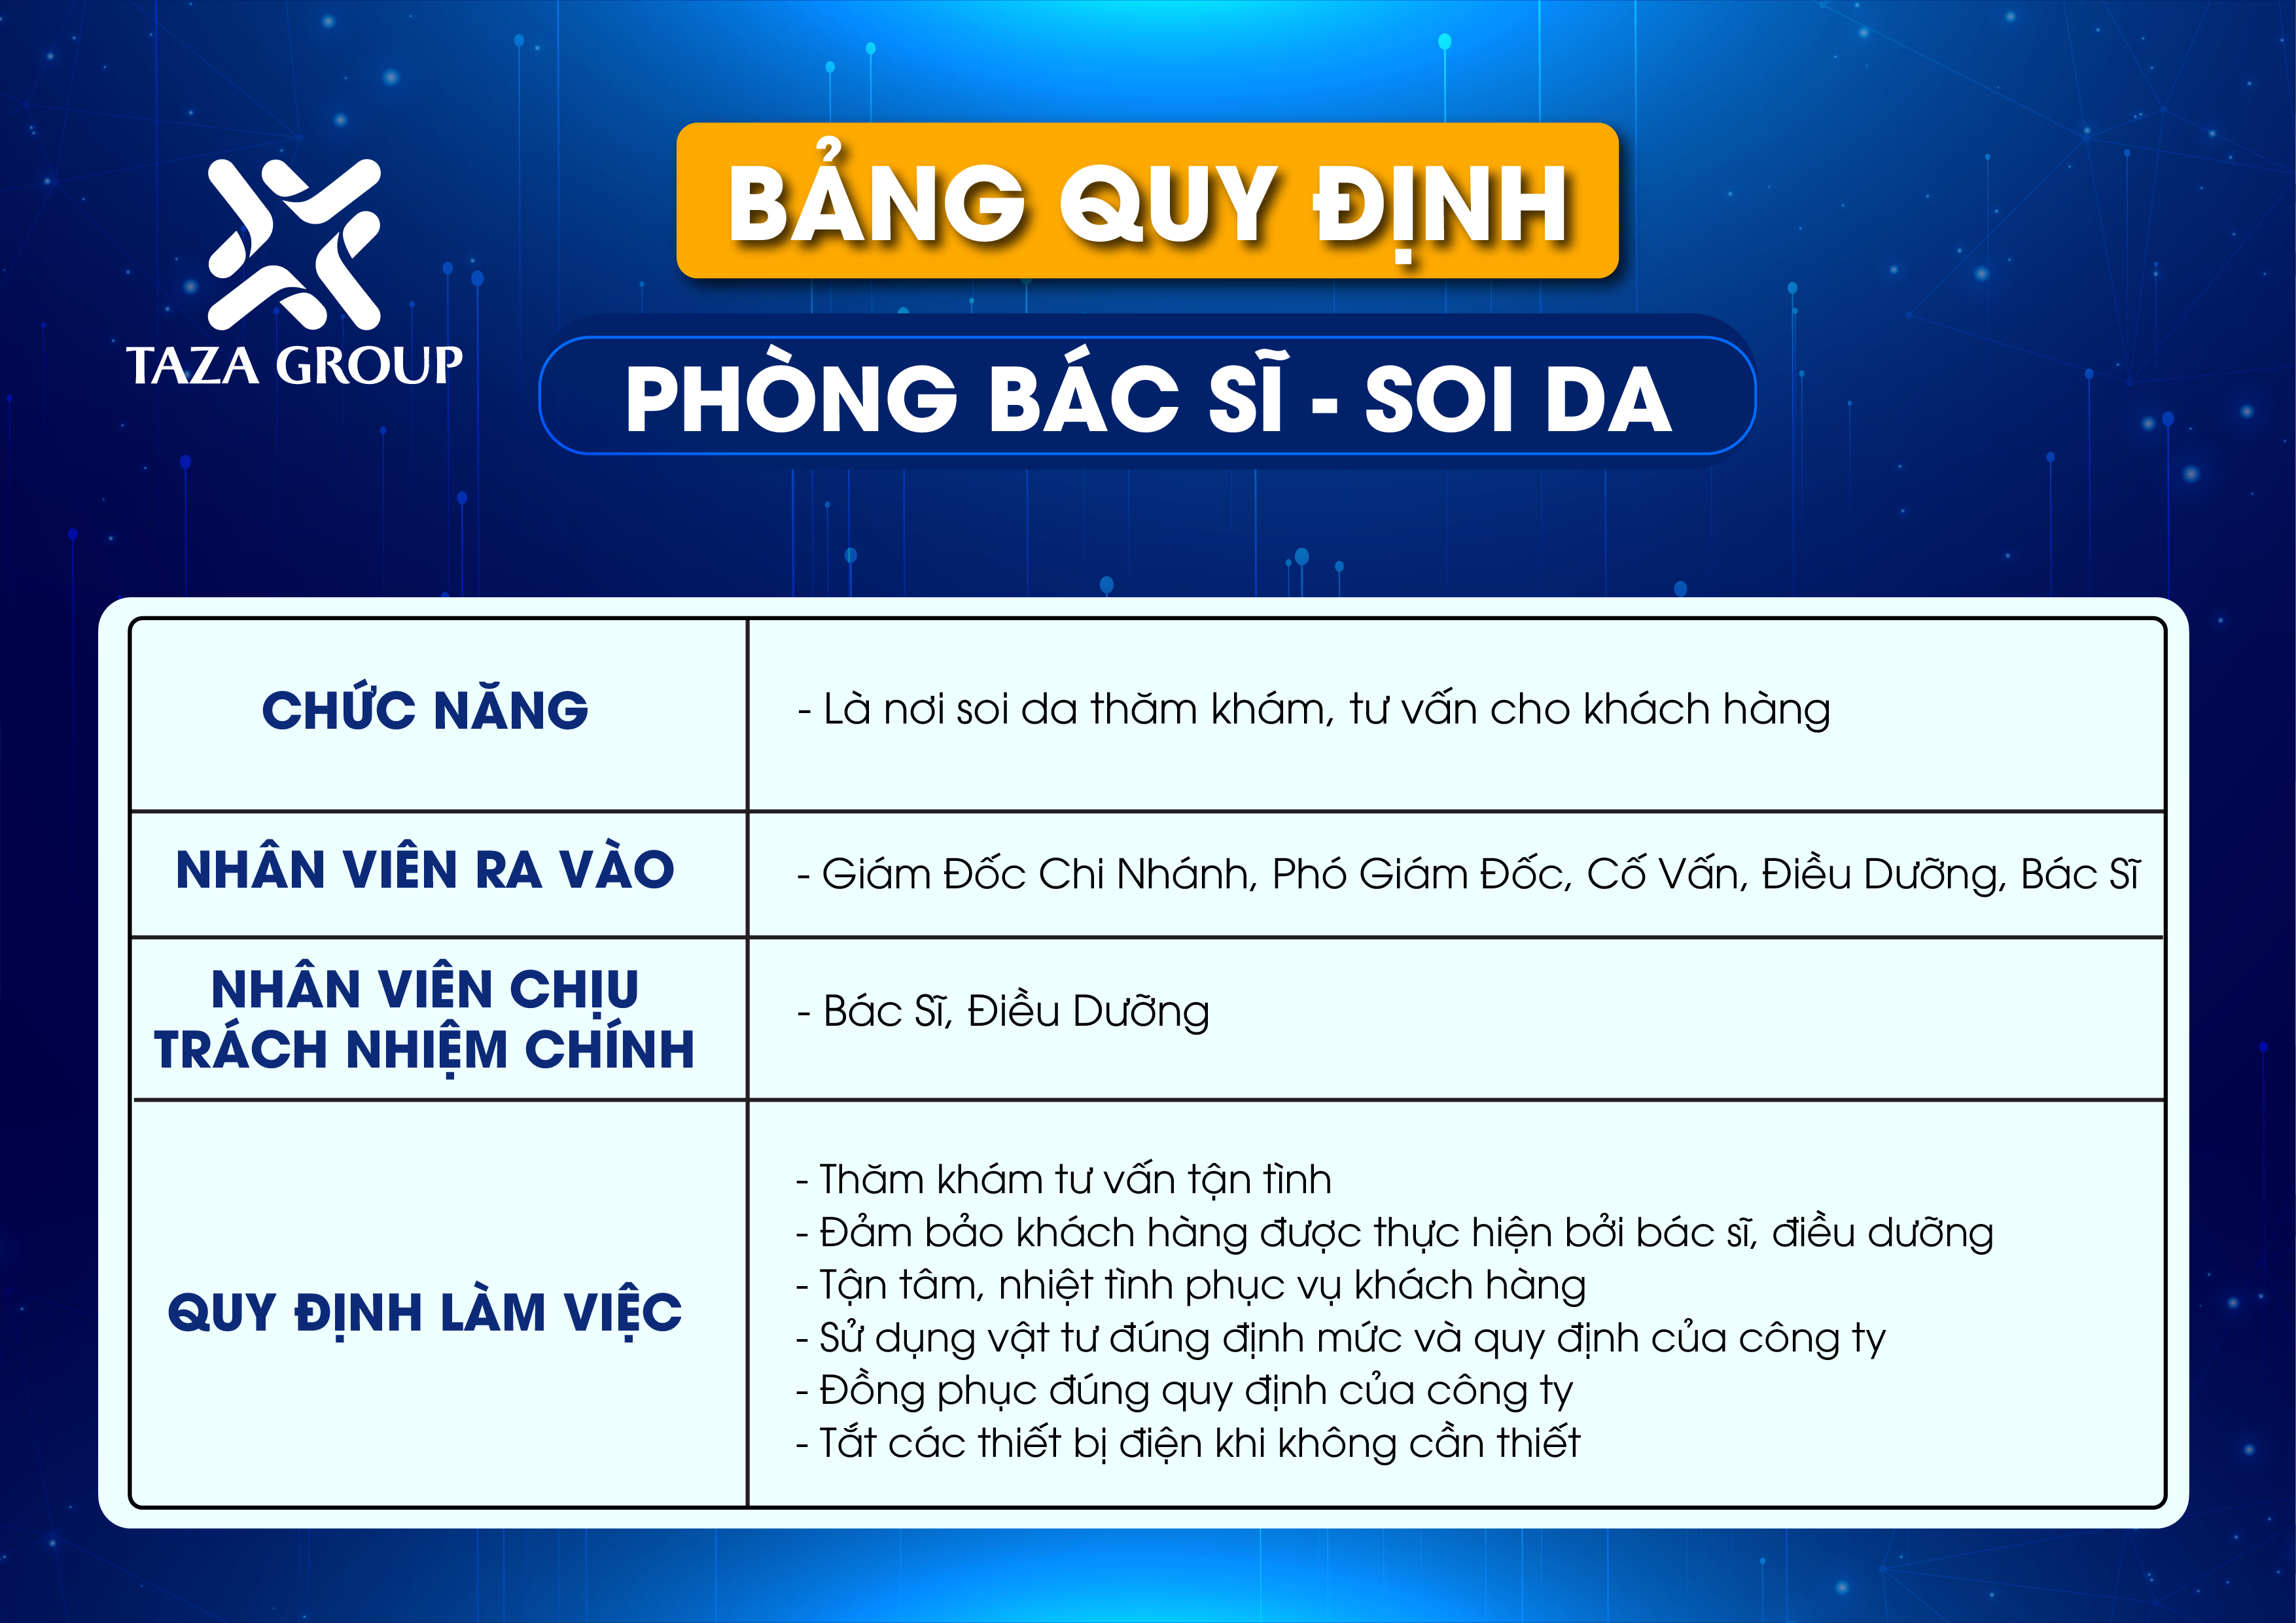 BẢNG QUY ĐỊNH
TAZA GROUP
PHÒNG BÁC SĨ - SOI DA
CHỨC NĂNG
- Là nơi soi da thăm khám, tư vấn cho khách hàng
NHÂN VIÊN RA VÀO
- Giám Đốc Chi Nhánh, Phó Giám Đốc, Cố Vấn, Điều Dưỡng, Bác Sĩ
NHÂN VIÊN CHỊU
TRÁCH NHIỆM CHÍNH
- Bác Sĩ, Điều Dưỡng
QUY ĐỊNH LÀM VIỆC
- Thăm khám tư vấn tận tình
- Đảm bảo khách hàng được thực hiện bởi bác sĩ, điều dưỡng
- Tận tâm, nhiệt tình phục vụ khách hàng
- Sử dụng vật tư đúng định mức và quy định của công ty
- Đồng phục đúng quy định của công ty
- Tắt các thiết bị điện khi không cần thiết